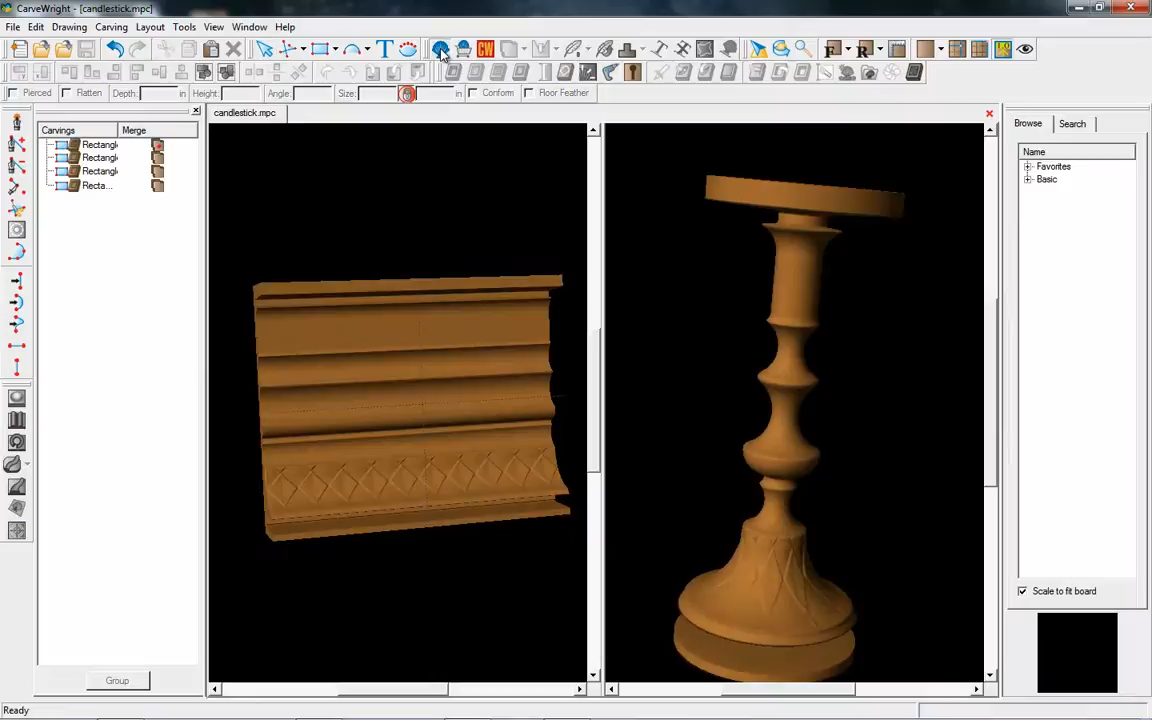 CarveWright - [candlestick.mpc]
File Edit Drawing Carving Layout Tools Window Help
T CW F R
Pierced Flatten Depth: in Height: Angle: Size: in Conform Floor Feather
Carvings Merge
Rectangl
Rectangl
Rectangl
Recta...
Group
candlestick.mpc
Browse Search
Name
Favorites
Basic
Scale to fit board
Ready